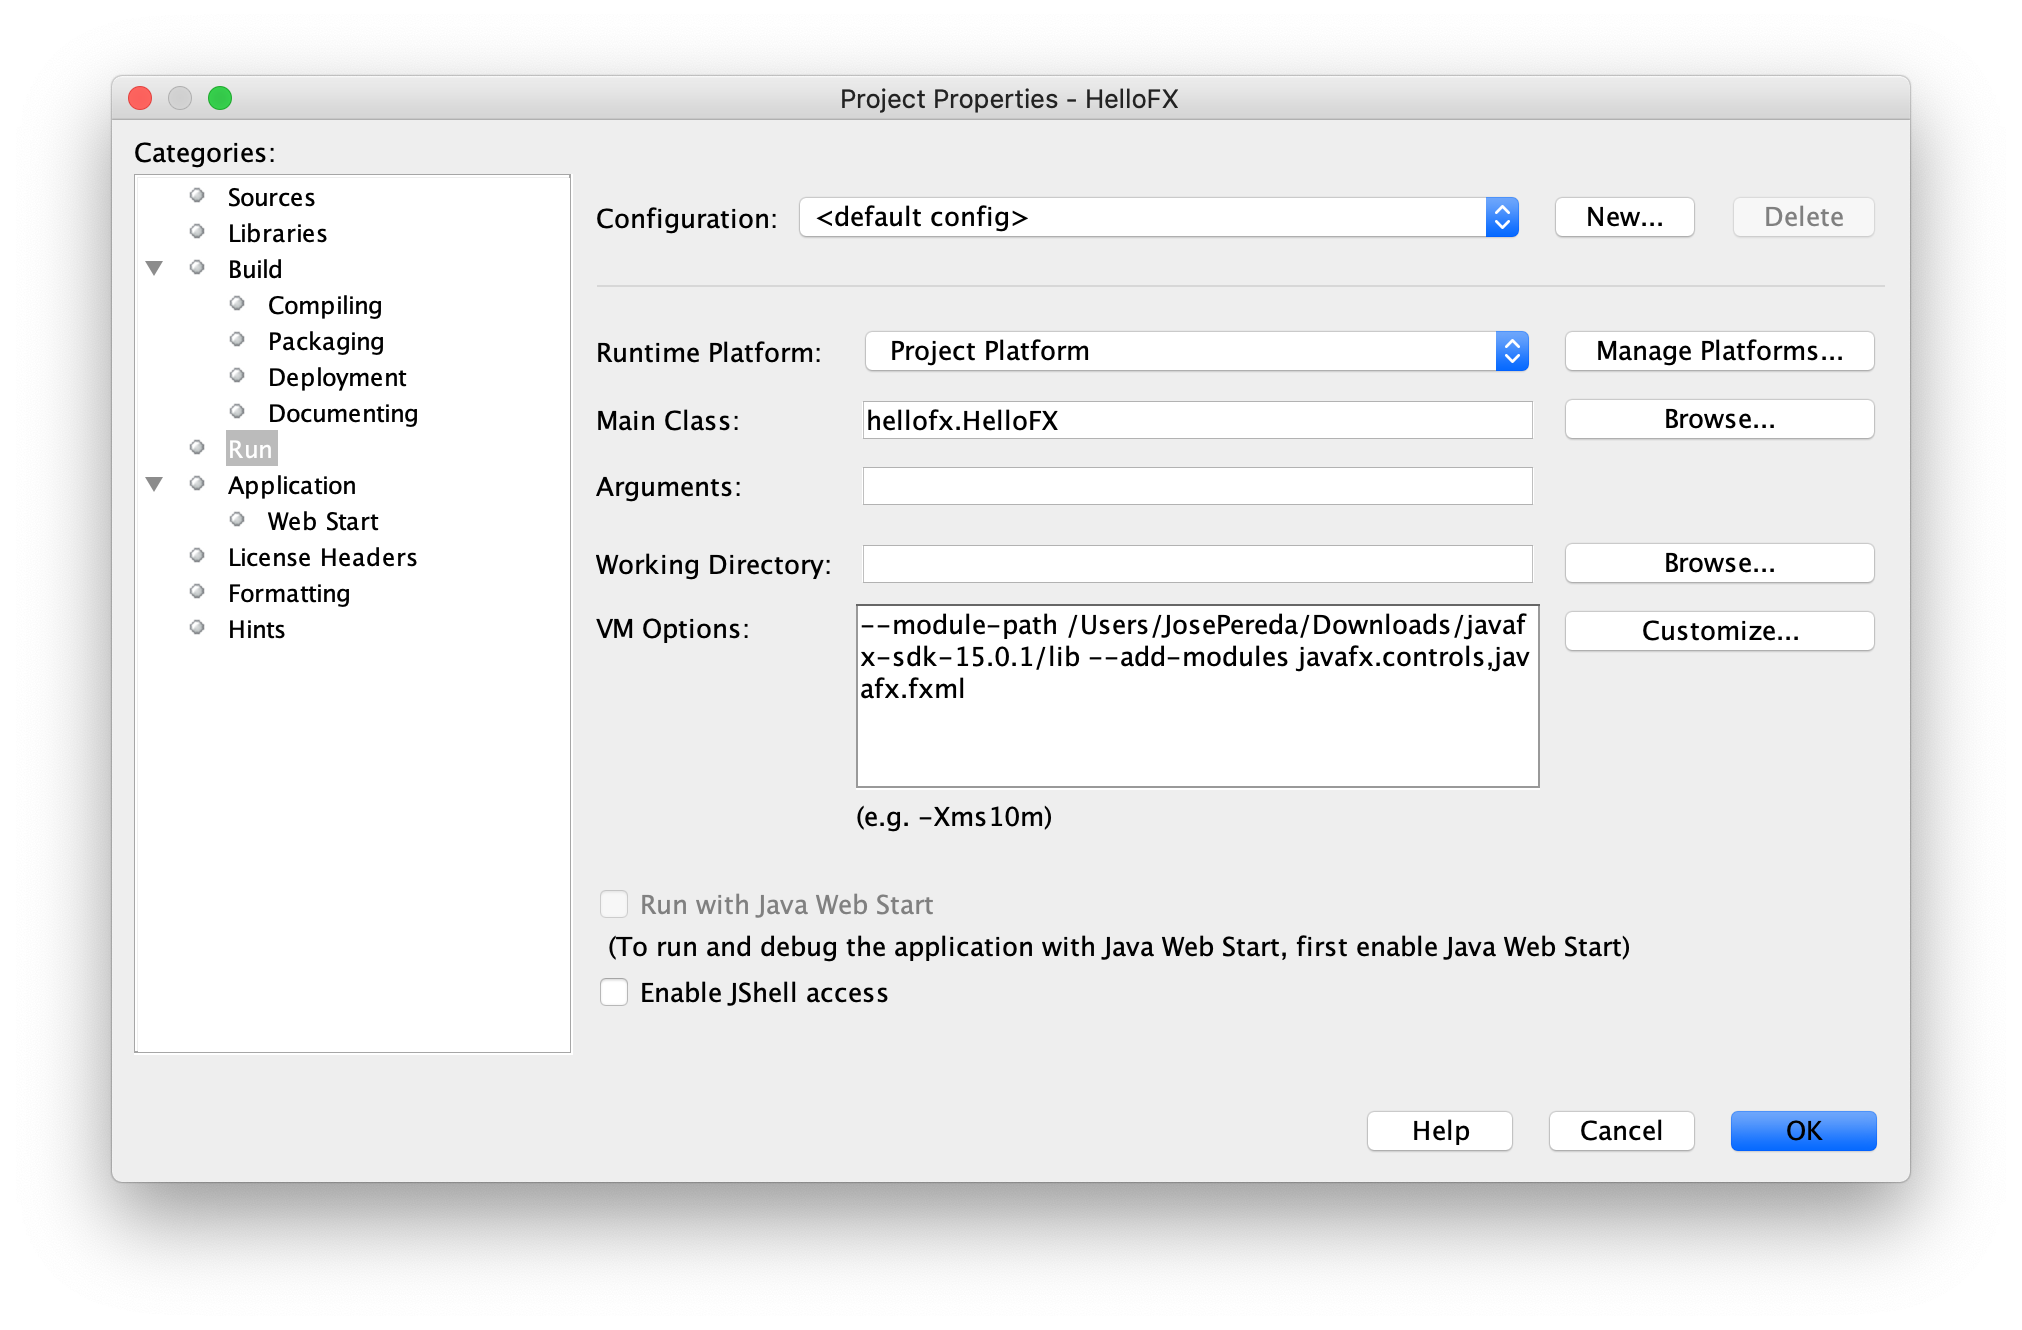 Project Properties - HelloFX
Categories:
Sources
Libraries
Build
Compiling
Packaging
Deployment
Documenting
Run
Application
Web Start
License Headers
Formatting
Hints
Configuration: <default config> New... Delete
Runtime Platform: Project Platform Manage Platforms...
Main Class: hellofx.HelloFX Browse...
Arguments:
Working Directory: Browse...
VM Options: --module-path /Users/JosePereda/Downloads/javaf Customize...
x-sdk-15.0.1/lib --add-modules javafx.controls,jav
afx.fxml
(e.g. -Xms10m)
Run with Java Web Start
(To run and debug the application with Java Web Start, first enable Java Web Start)
Enable JShell access
Help Cancel OK